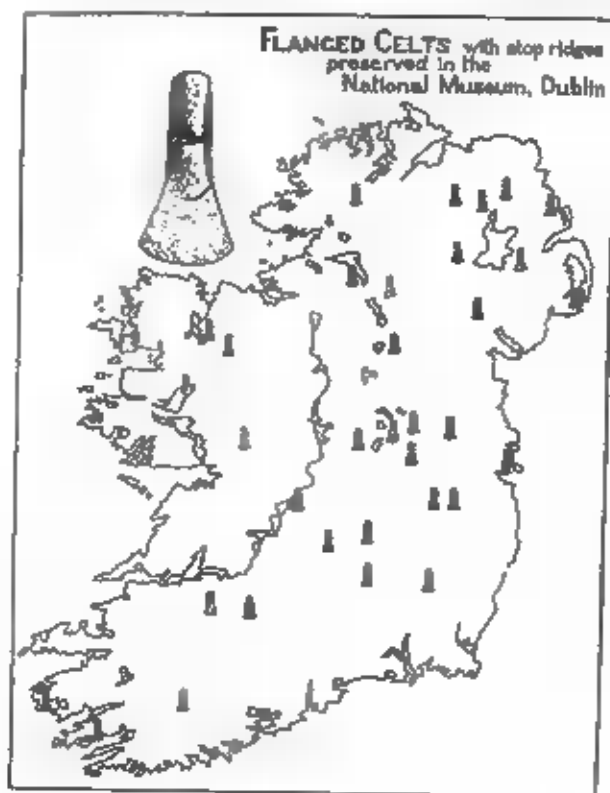 FLANGED CELTS with stop ridges
preserved in the
National Museum, Dublin